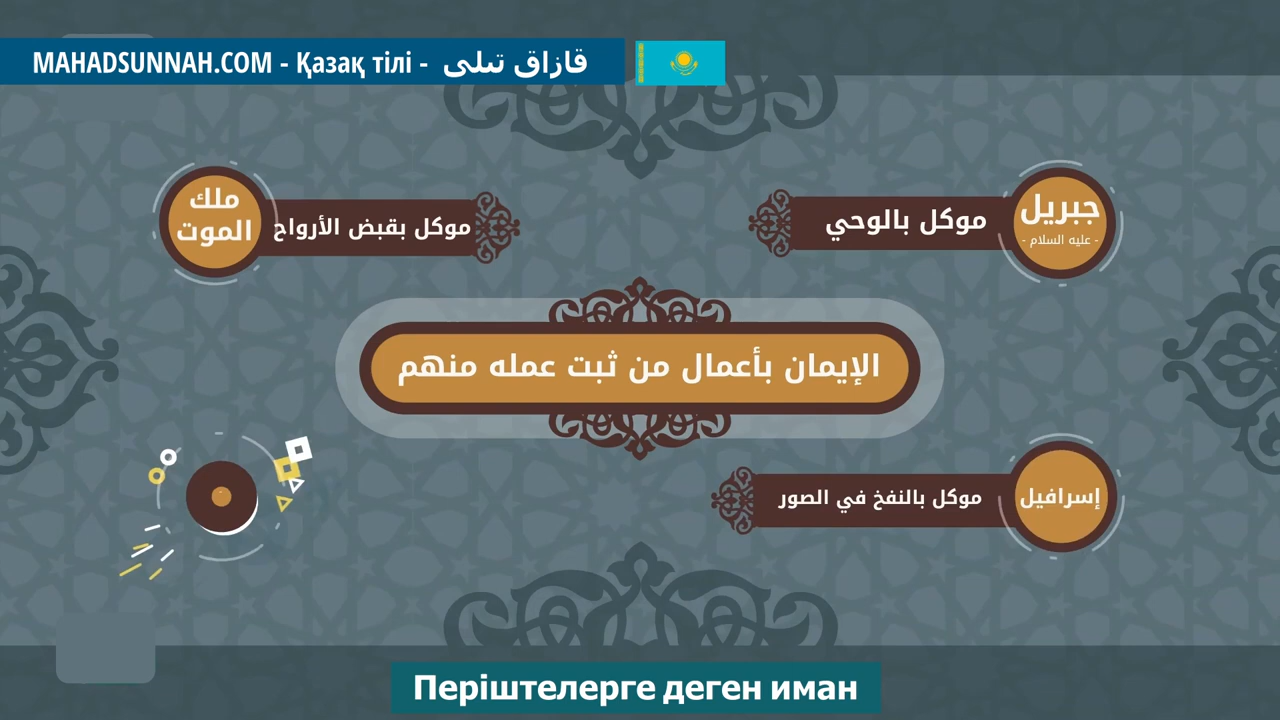 MAHADSUNNAH.COM - Қазақ тілі - قازاق تىلى
جبريل
- عليه السلام -
موكل بالوحي
ملك
الموت
موكل بقبض الأرواح
الإيمان بأعمال من ثبت عمله منهم
إسرافيل
موكل بالنفخ في الصور
Періштелерге деген иман